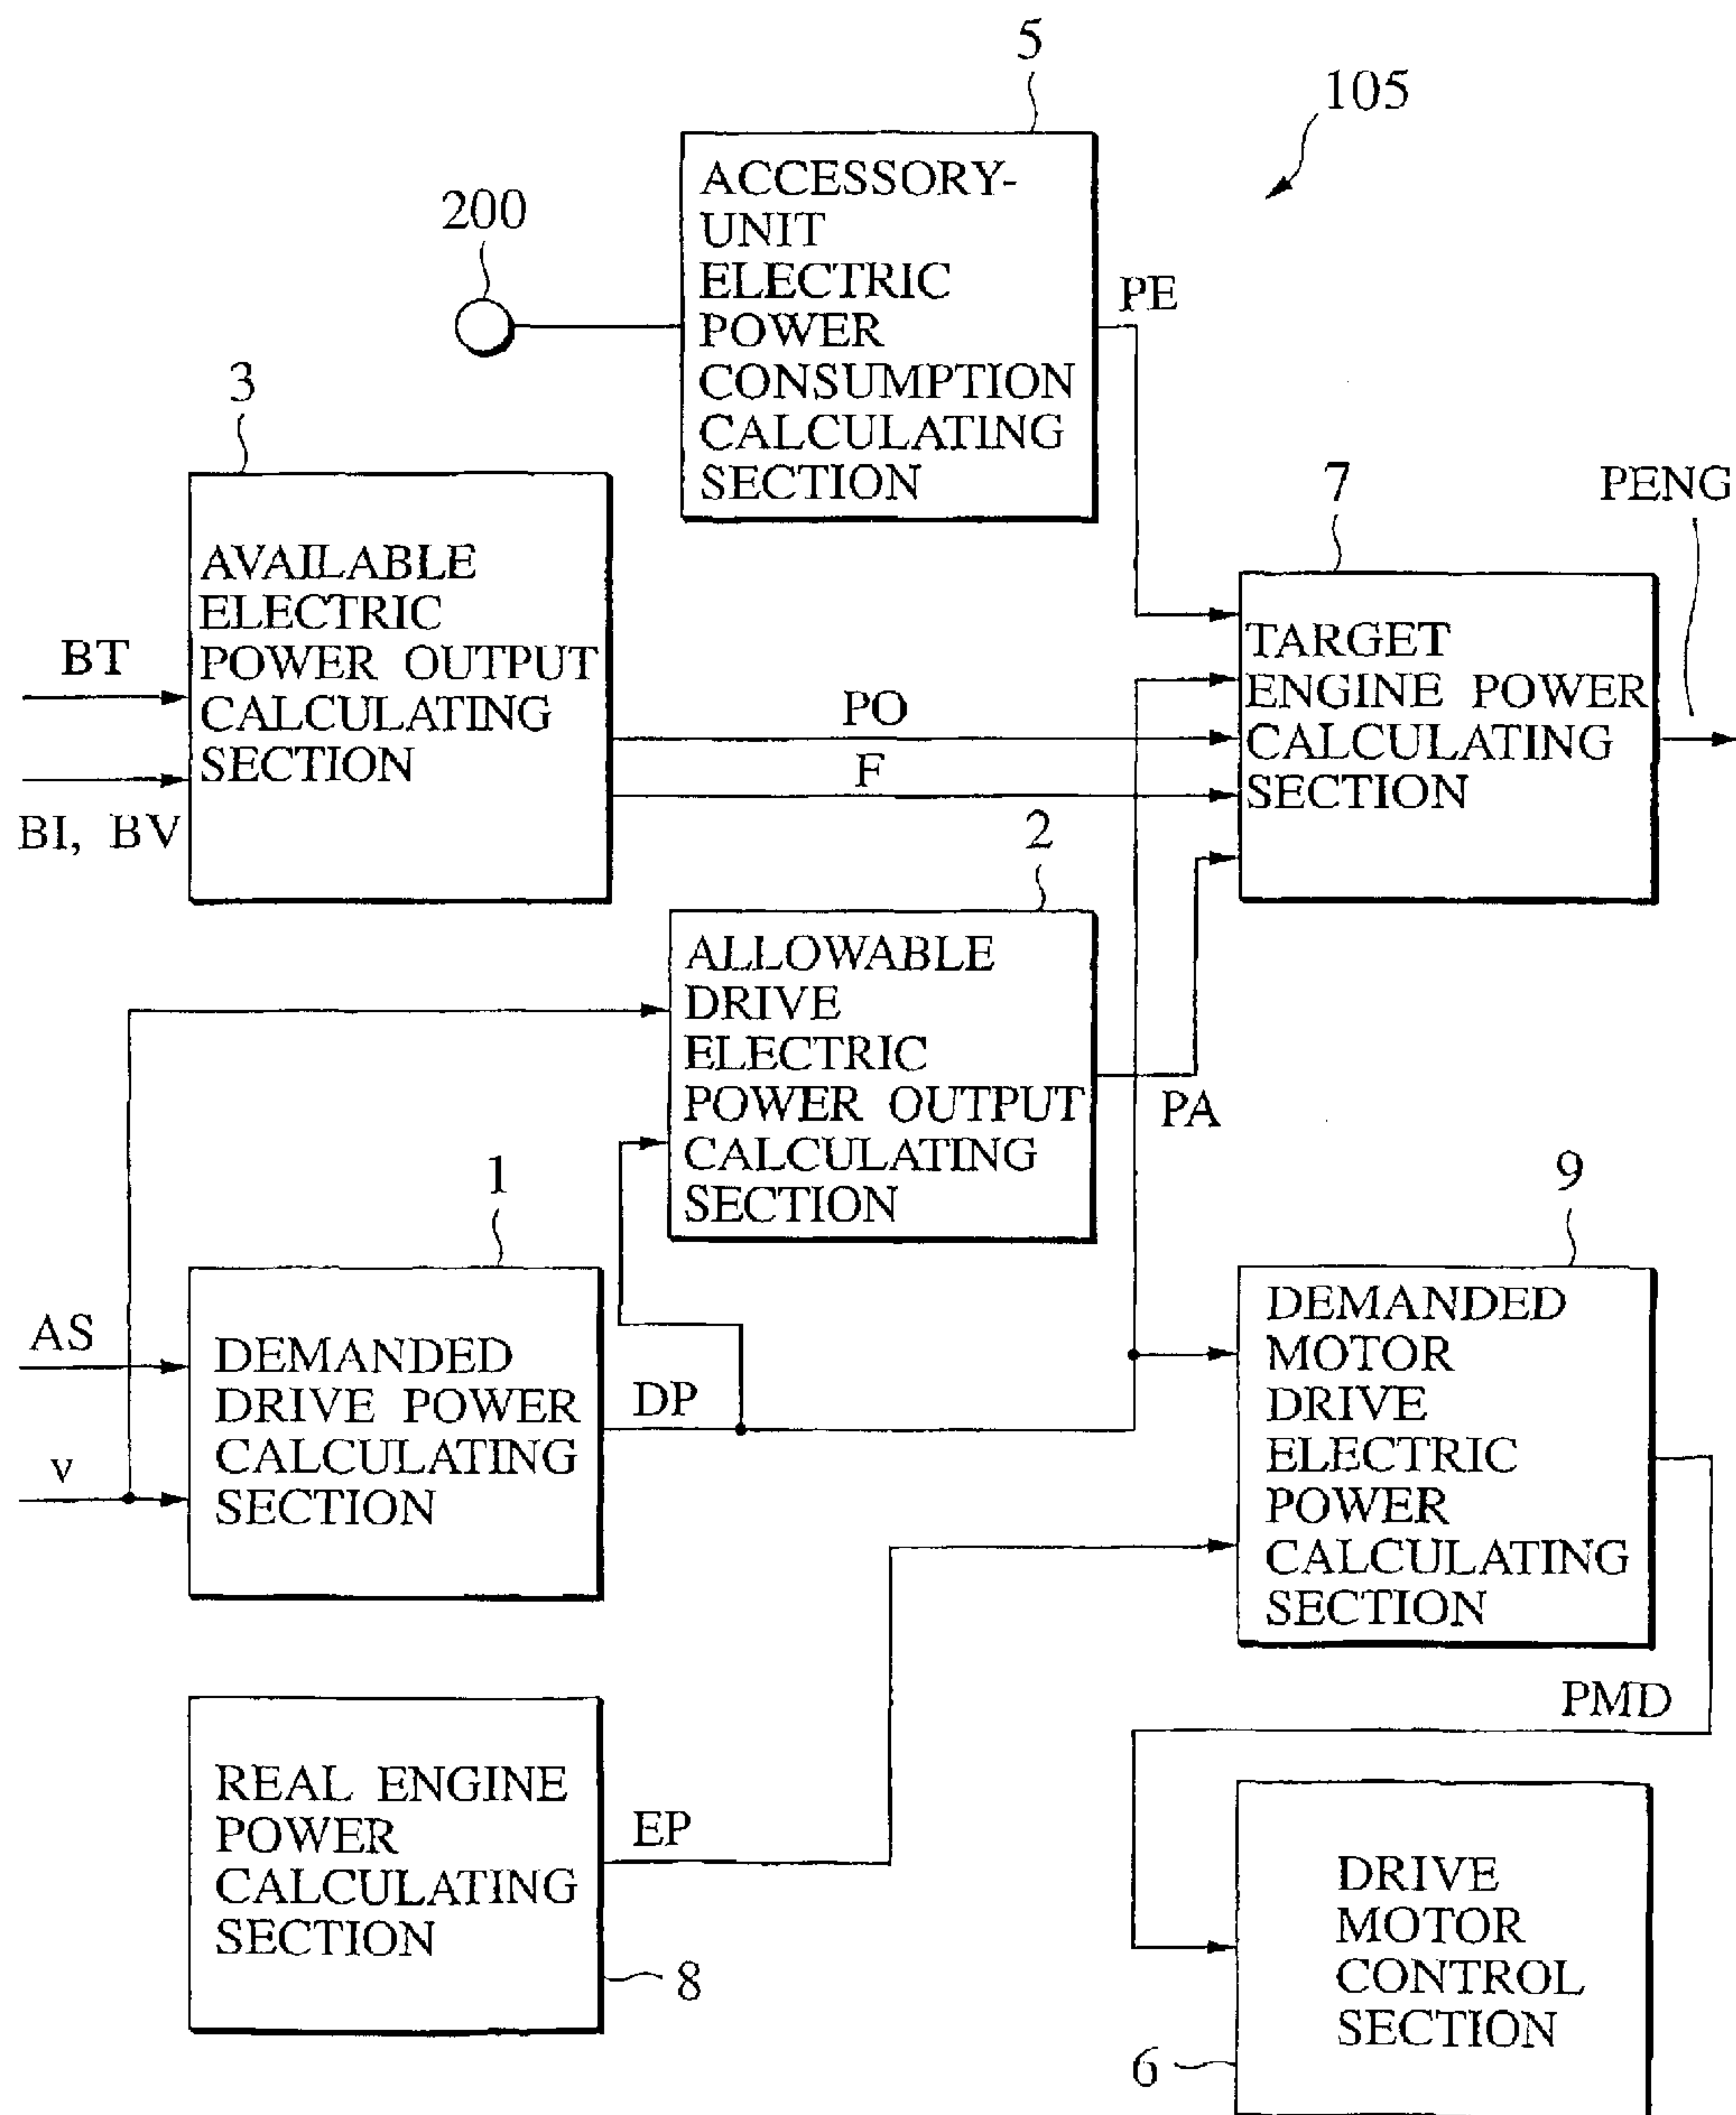 5
105
ACCESSORY-
UNIT
ELECTRIC
POWER
CONSUMPTION
CALCULATING
SECTION
200
PE
3
AVAILABLE
ELECTRIC
POWER OUTPUT
CALCULATING
SECTION
BT
BI, BV
PO
F
7
PENG
TARGET
ENGINE POWER
CALCULATING
SECTION
2
ALLOWABLE
DRIVE
ELECTRIC
POWER OUTPUT
CALCULATING
SECTION
PA
1
AS
v
DEMANDED
DRIVE POWER
CALCULATING
SECTION
DP
9
DEMANDED
MOTOR
DRIVE
ELECTRIC
POWER
CALCULATING
SECTION
PMD
REAL ENGINE
POWER
CALCULATING
SECTION
EP
8
DRIVE
MOTOR
CONTROL
SECTION
6